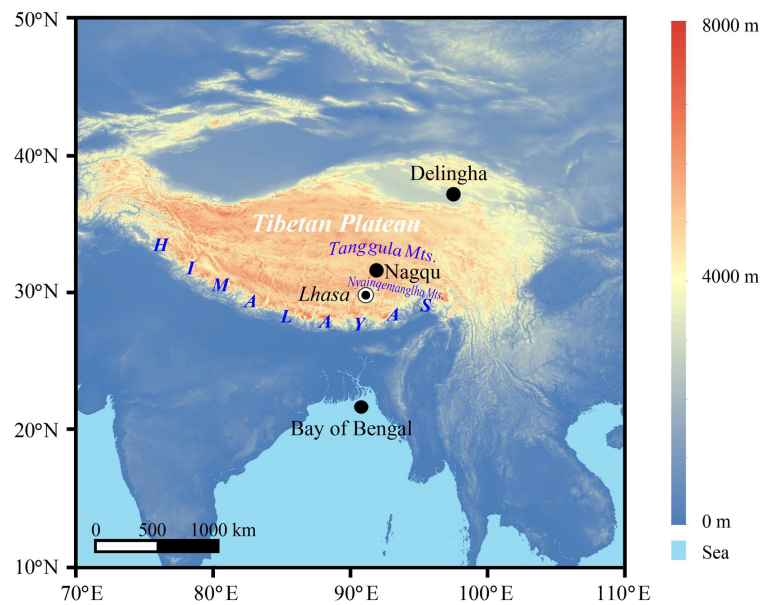 50°N
40°N
30°N
20°N
10°N
70°E
80°E
90°E
100°E
110°E
Delingha
Tibetan Plateau
Tanggula Mts.
Nagqu
Nyainqentanglha Mts.
Lhasa
HIMALAYAS
Bay of Bengal
0 500 1000 km
8000 m
4000 m
0 m
Sea